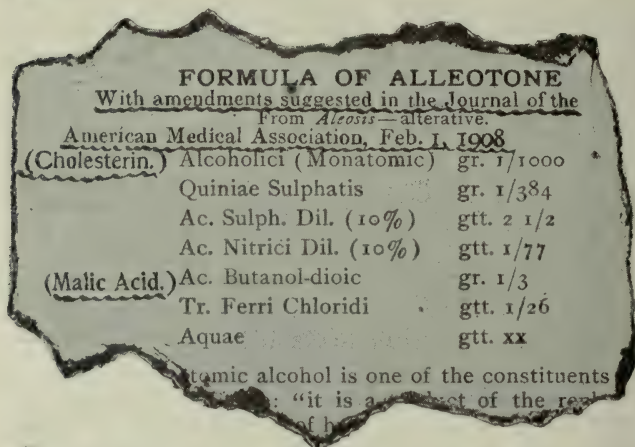 FORMULA OF ALLEOTONE
With amendments suggested in the Journal of the
From Aleosis—alterative.
American Medical Association, Feb. 1, 1908
(Cholesterin.) Alcoholici (Monatomic) gr. 1/1000
Quiniae Sulphatis gr. 1/384
Ac. Sulph. Dil. (10%) gtt. 2 1/2
Ac. Nitrici Dil. (10%) gtt. 1/77
(Malic Acid.) Ac. Butanol-dioic gr. 1/3
Tr. Ferri Chloridi gtt. 1/26
Aquae gtt. xx
tomic alcohol is one of the constituents
"it is a of the
of